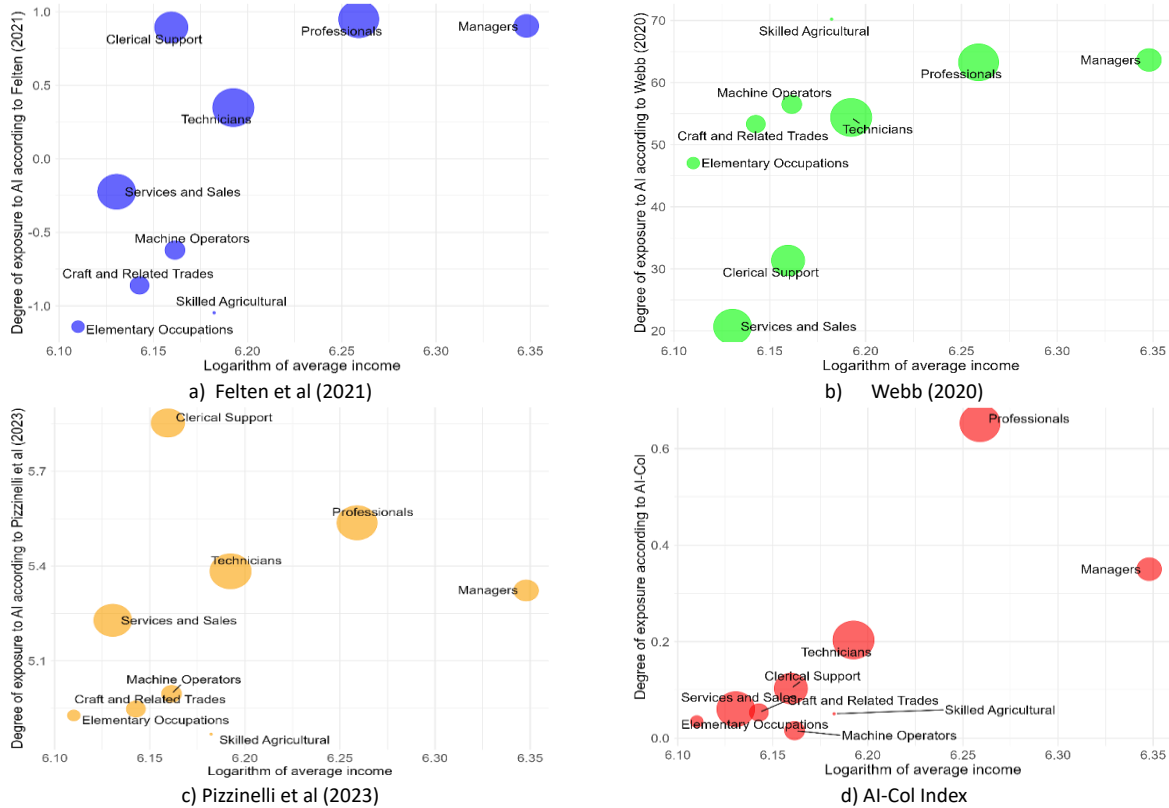 Degree of exposure to AI according to Felten (2021)
1.0
0.5
0.0
-0.5
-1.0
Clerical Support
Professionals
Managers
Technicians
Services and Sales
Machine Operators
Craft and Related Trades
Skilled Agricultural
Elementary Occupations
6.10
6.15
6.20
6.25
6.30
6.35
Logarithm of average income
a) Felten et al (2021)
Degree of exposure to AI according to Webb (2020)
70
60
50
40
30
20
Skilled Agricultural
Professionals
Managers
Machine Operators
Craft and Related Trades
Technicians
Elementary Occupations
Clerical Support
Services and Sales
6.10
6.15
6.20
6.25
6.30
6.35
Logarithm of average income
b) Webb (2020)
Degree of exposure to AI according to Pizzinelli et al (2023)
5.7
5.4
5.1
Clerical Support
Professionals
Technicians
Managers
Services and Sales
Machine Operators
Craft and Related Trades
Elementary Occupations
Skilled Agricultural
6.10
6.15
6.20
6.25
6.30
6.35
Logarithm of average income
c) Pizzinelli et al (2023)
Degree of exposure according to AI-Col
0.6
0.4
0.2
0.0
Professionals
Managers
Technicians
Clerical Support
Services and Sales
Craft and Related Trades
Skilled Agricultural
Elementary Occupations
Machine Operators
6.10
6.15
6.20
6.25
6.30
6.35
Logarithm of average income
d) AI-Col Index